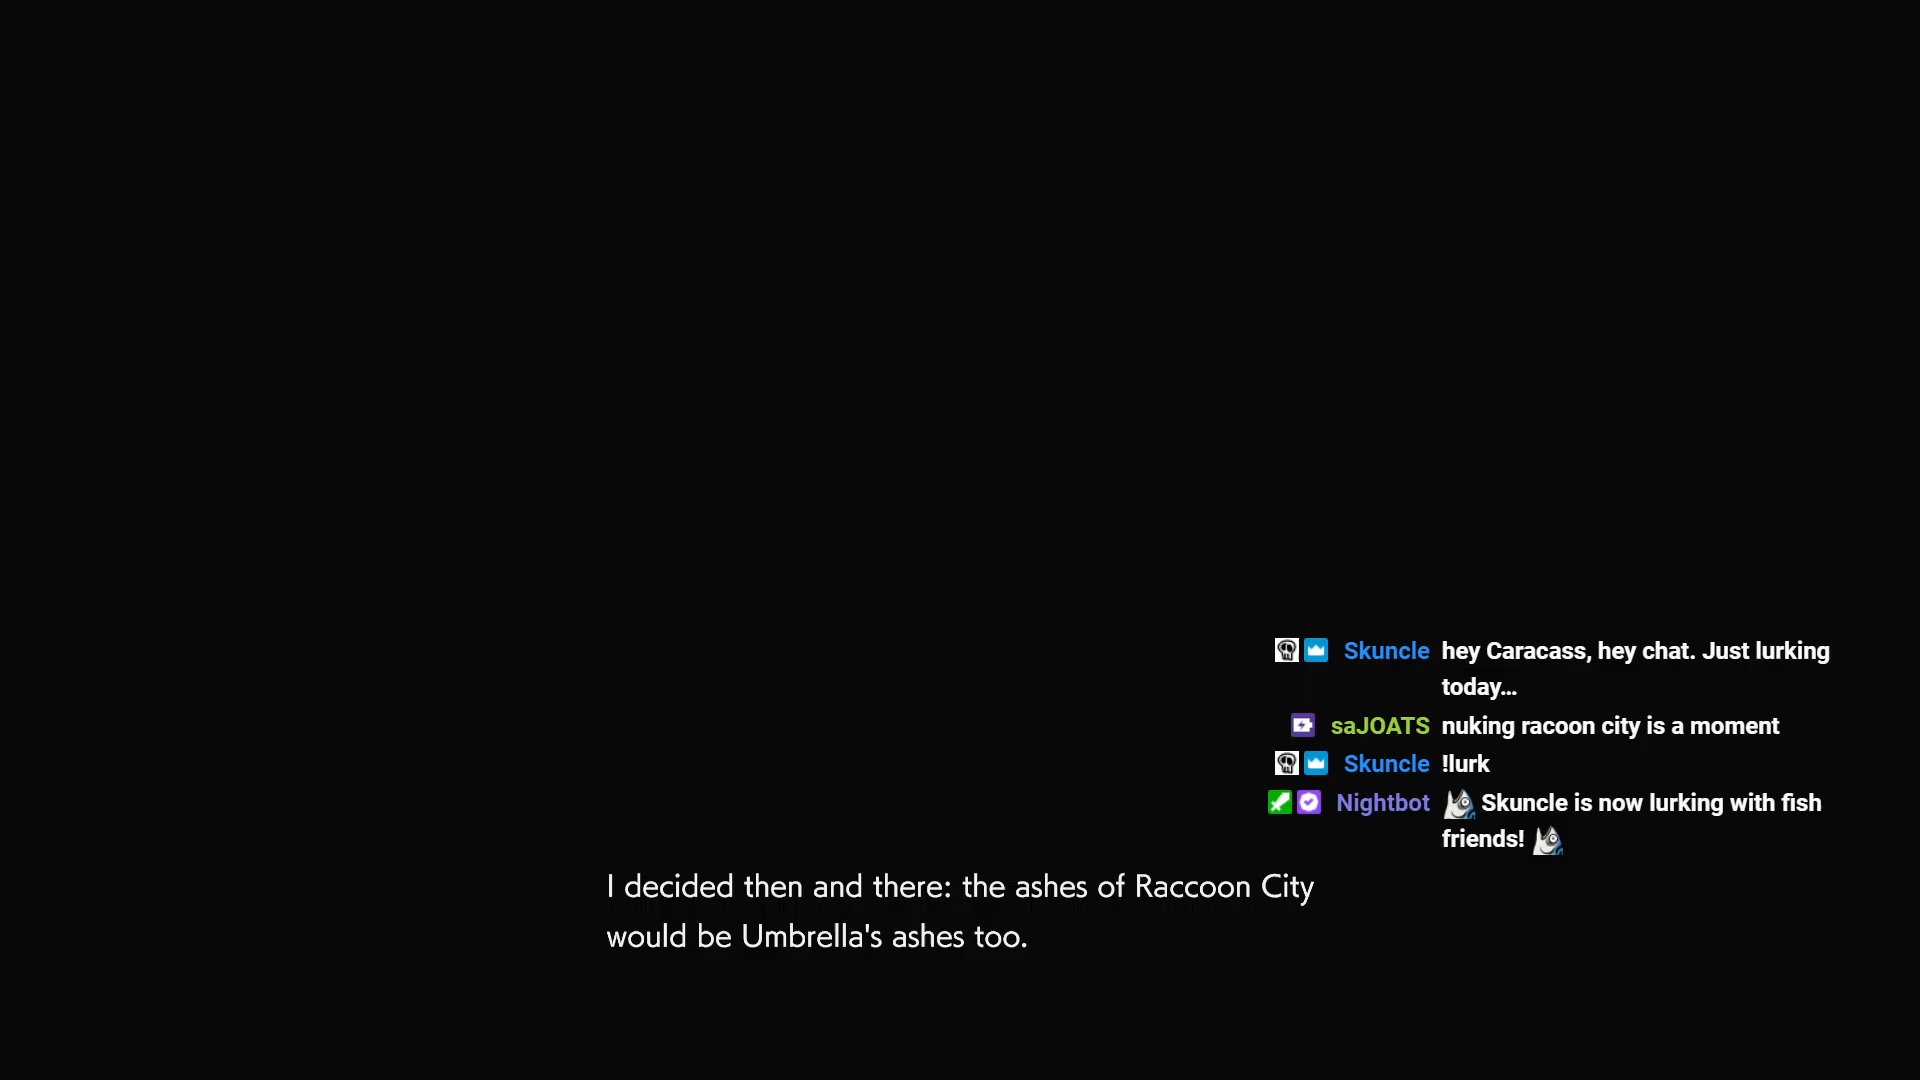 Skuncle hey Caracass, hey chat. Just lurking
today...
saJOATS nuking racoon city is a moment
Skuncle !lurk
Nightbot Skuncle is now lurking with fish
friends!
I decided then and there: the ashes of Raccoon City
would be Umbrella's ashes too.